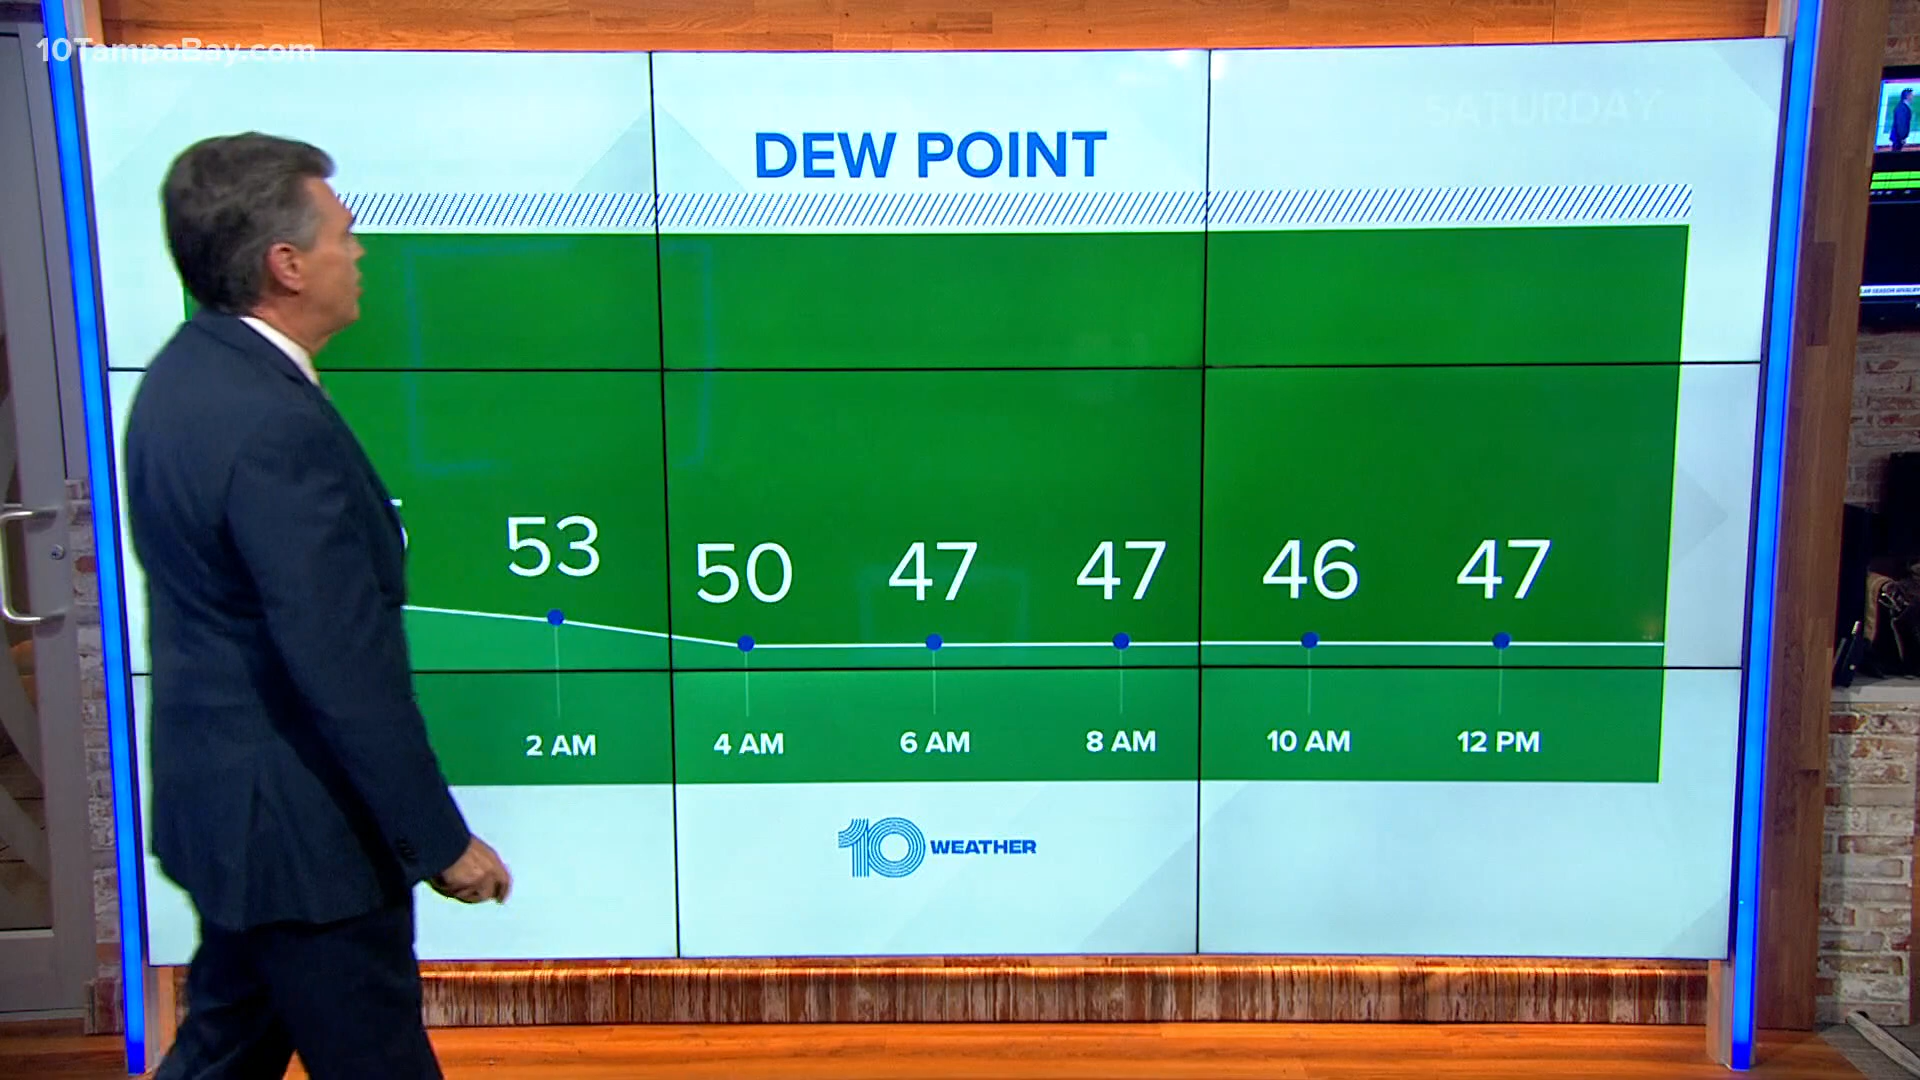 10TampaBay.com
SATURDAY
DEW POINT
53 50 47 47 46 47
2 AM 4 AM 6 AM 8 AM 10 AM 12 PM
10 WEATHER